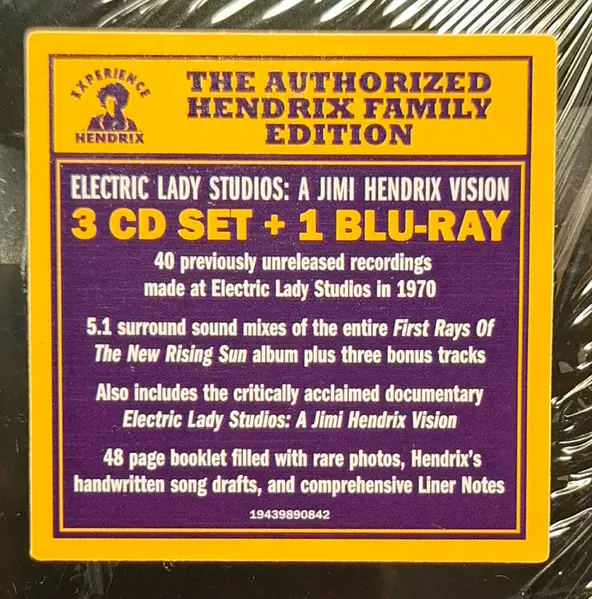 EXPERIENCE
HENDRIX
THE AUTHORIZED
HENDRIX FAMILY
EDITION
ELECTRIC LADY STUDIOS: A JIMI HENDRIX VISION
3 CD SET + 1 BLU-RAY
40 previously unreleased recordings
made at Electric Lady Studios in 1970
5.1 surround sound mixes of the entire First Rays Of
The New Rising Sun album plus three bonus tracks
Also includes the critically acclaimed documentary
Electric Lady Studios: A Jimi Hendrix Vision
48 page booklet filled with rare photos, Hendrix's
handwritten song drafts, and comprehensive Liner Notes
19439890842